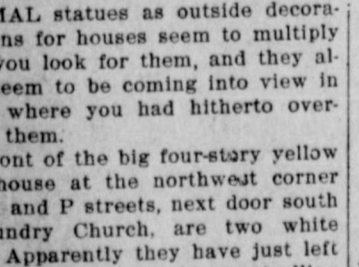 MAL statues as outside decora-
ns for houses seem to multiply
you look for them, and they al-
eem to be coming into view in
where you had hitherto over-
them.
ont of the big four-story yellow
house at the northwest corner
and P streets, next door south
undry Church, are two white
Apparently they have just left